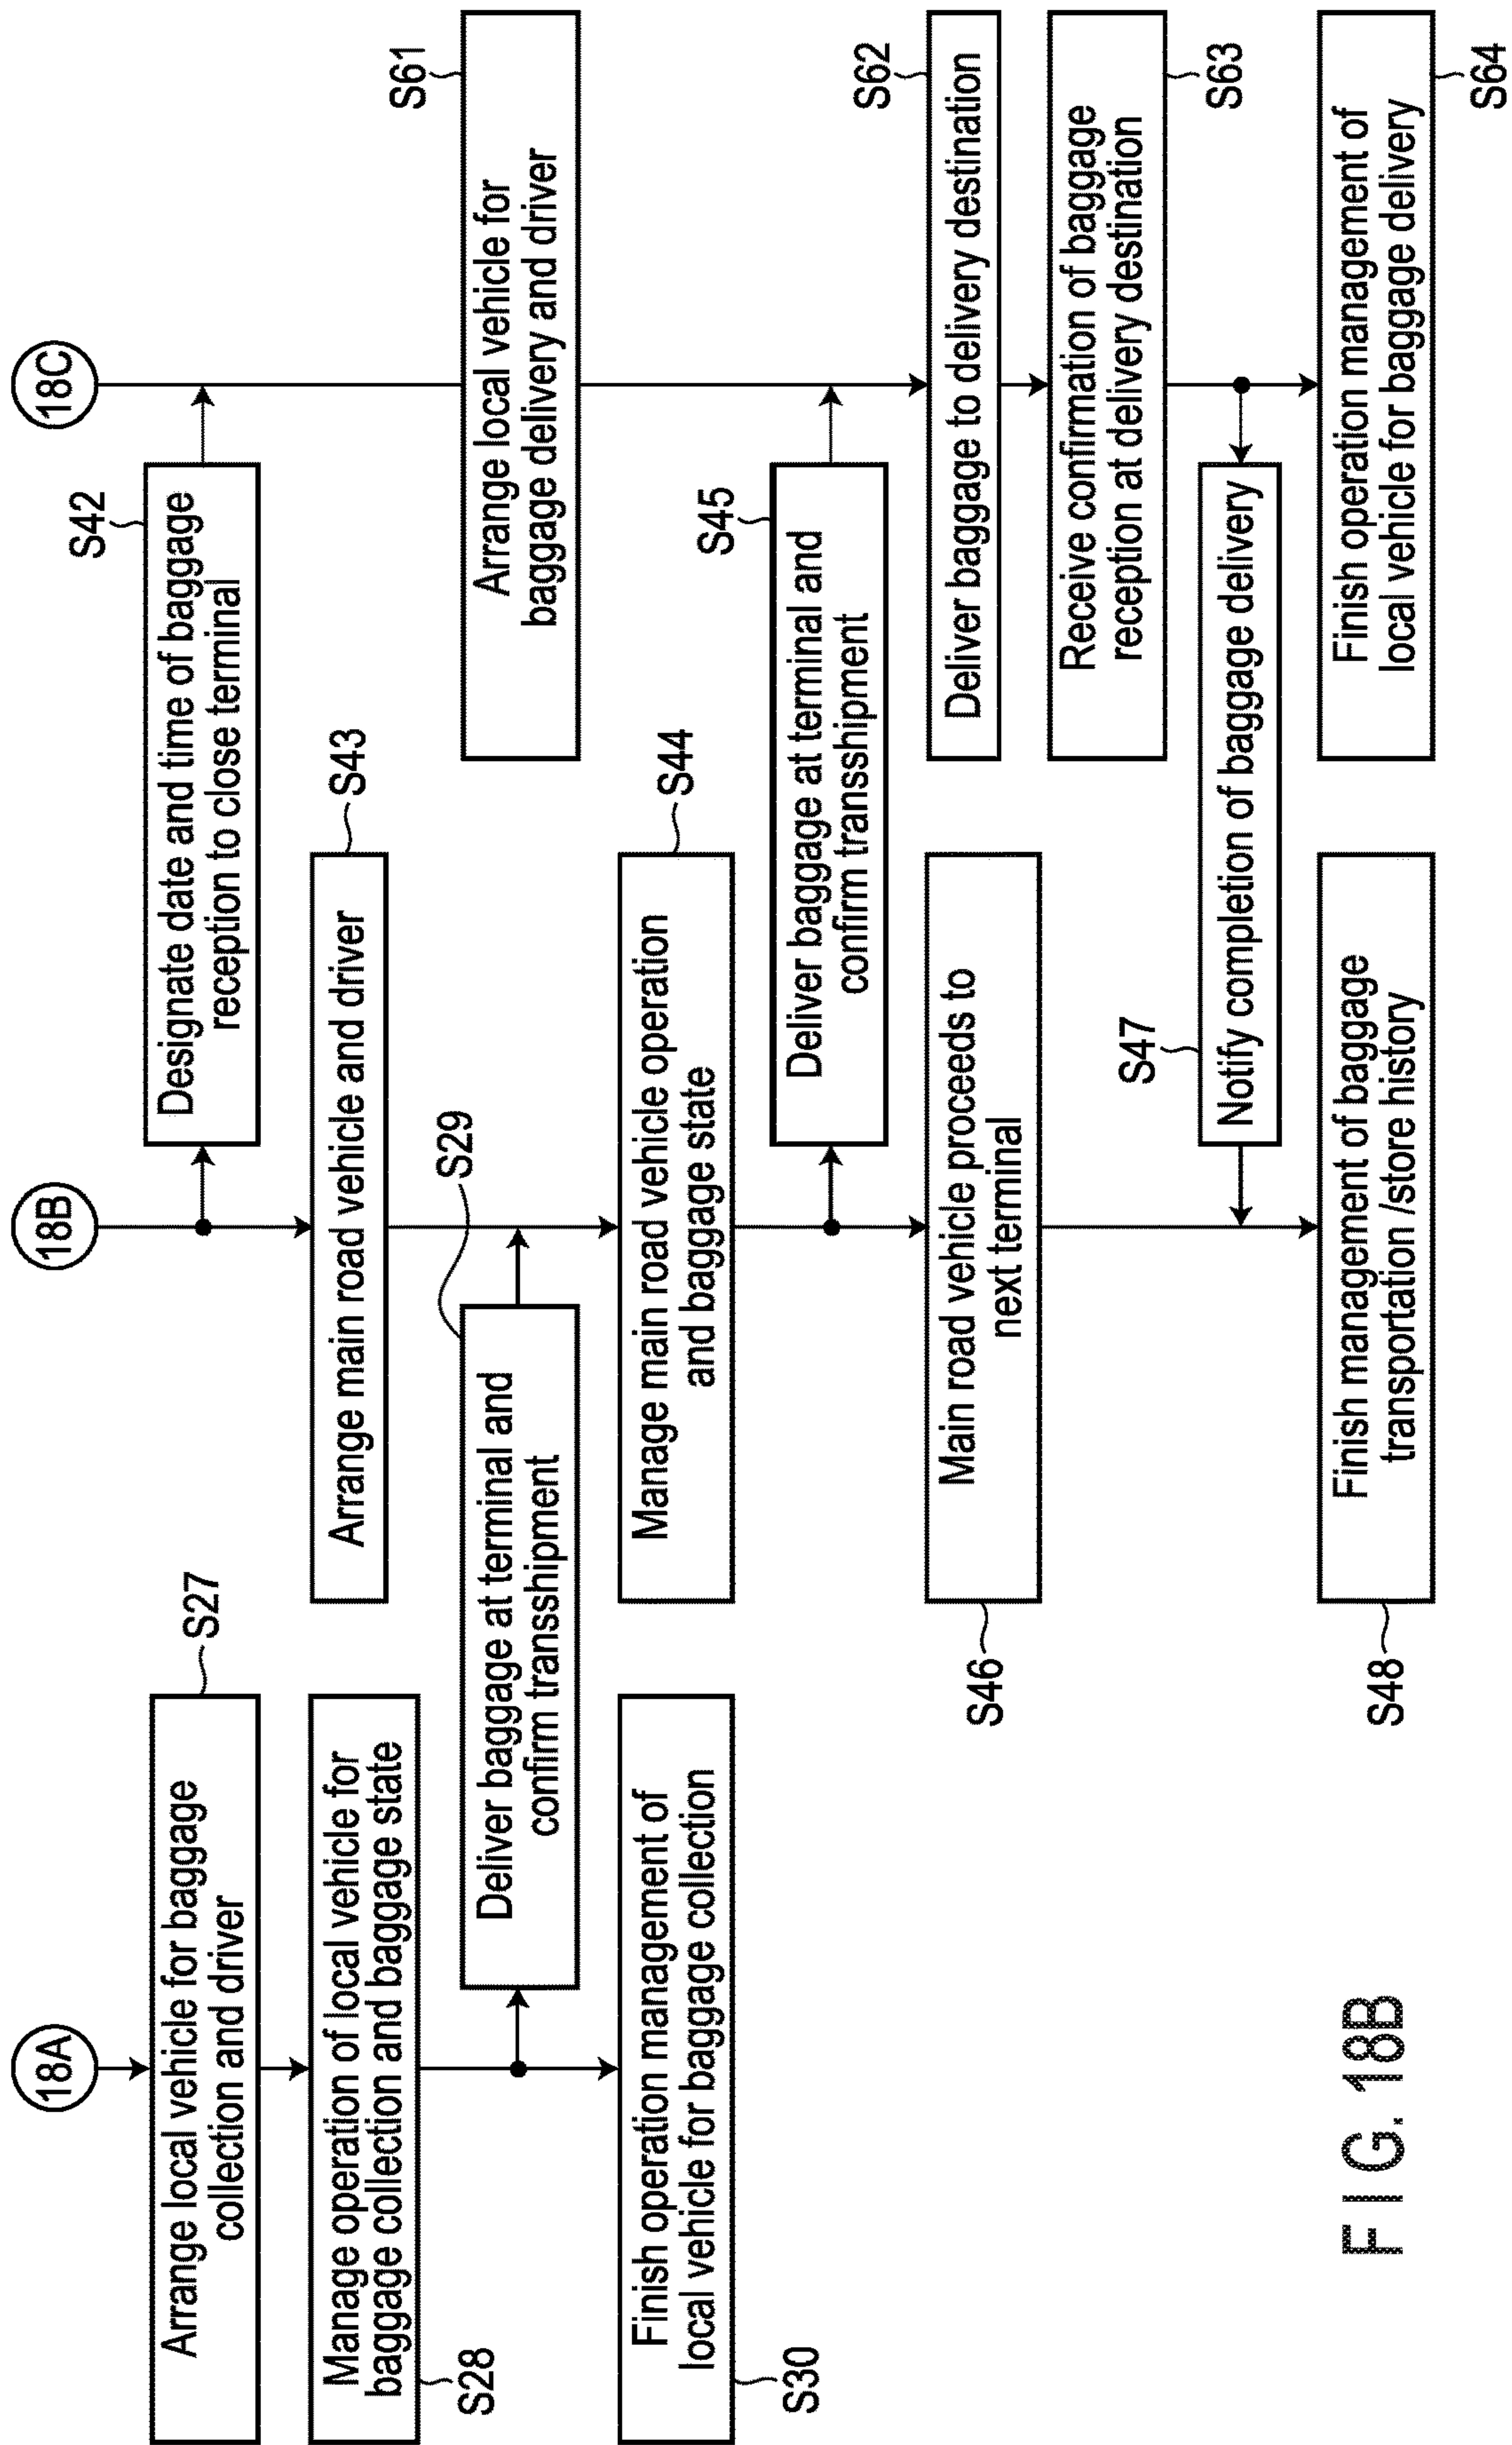 18A
Arrange local vehicle for baggage
collection and driver
S27
Manage operation of local vehicle for
baggage collection and baggage state
S28
Deliver baggage at terminal and
confirm transshipment
S29
Finish operation management of
local vehicle for baggage collection
S30
18B
Designate date and time of baggage
reception to close terminal
S42
Arrange main road vehicle and driver
S43
Manage main road vehicle operation
and baggage state
S44
Deliver baggage at terminal and
confirm transshipment
S45
Main road vehicle proceeds to
next terminal
S46
Notify completion of baggage delivery
S47
Finish management of baggage
transportation /store history
S48
18C
Arrange local vehicle for
baggage delivery and driver
S61
Deliver baggage to delivery destination
S62
Receive confirmation of baggage
reception at delivery destination
S63
Finish operation management of
local vehicle for baggage delivery
S64
FIG. 18B